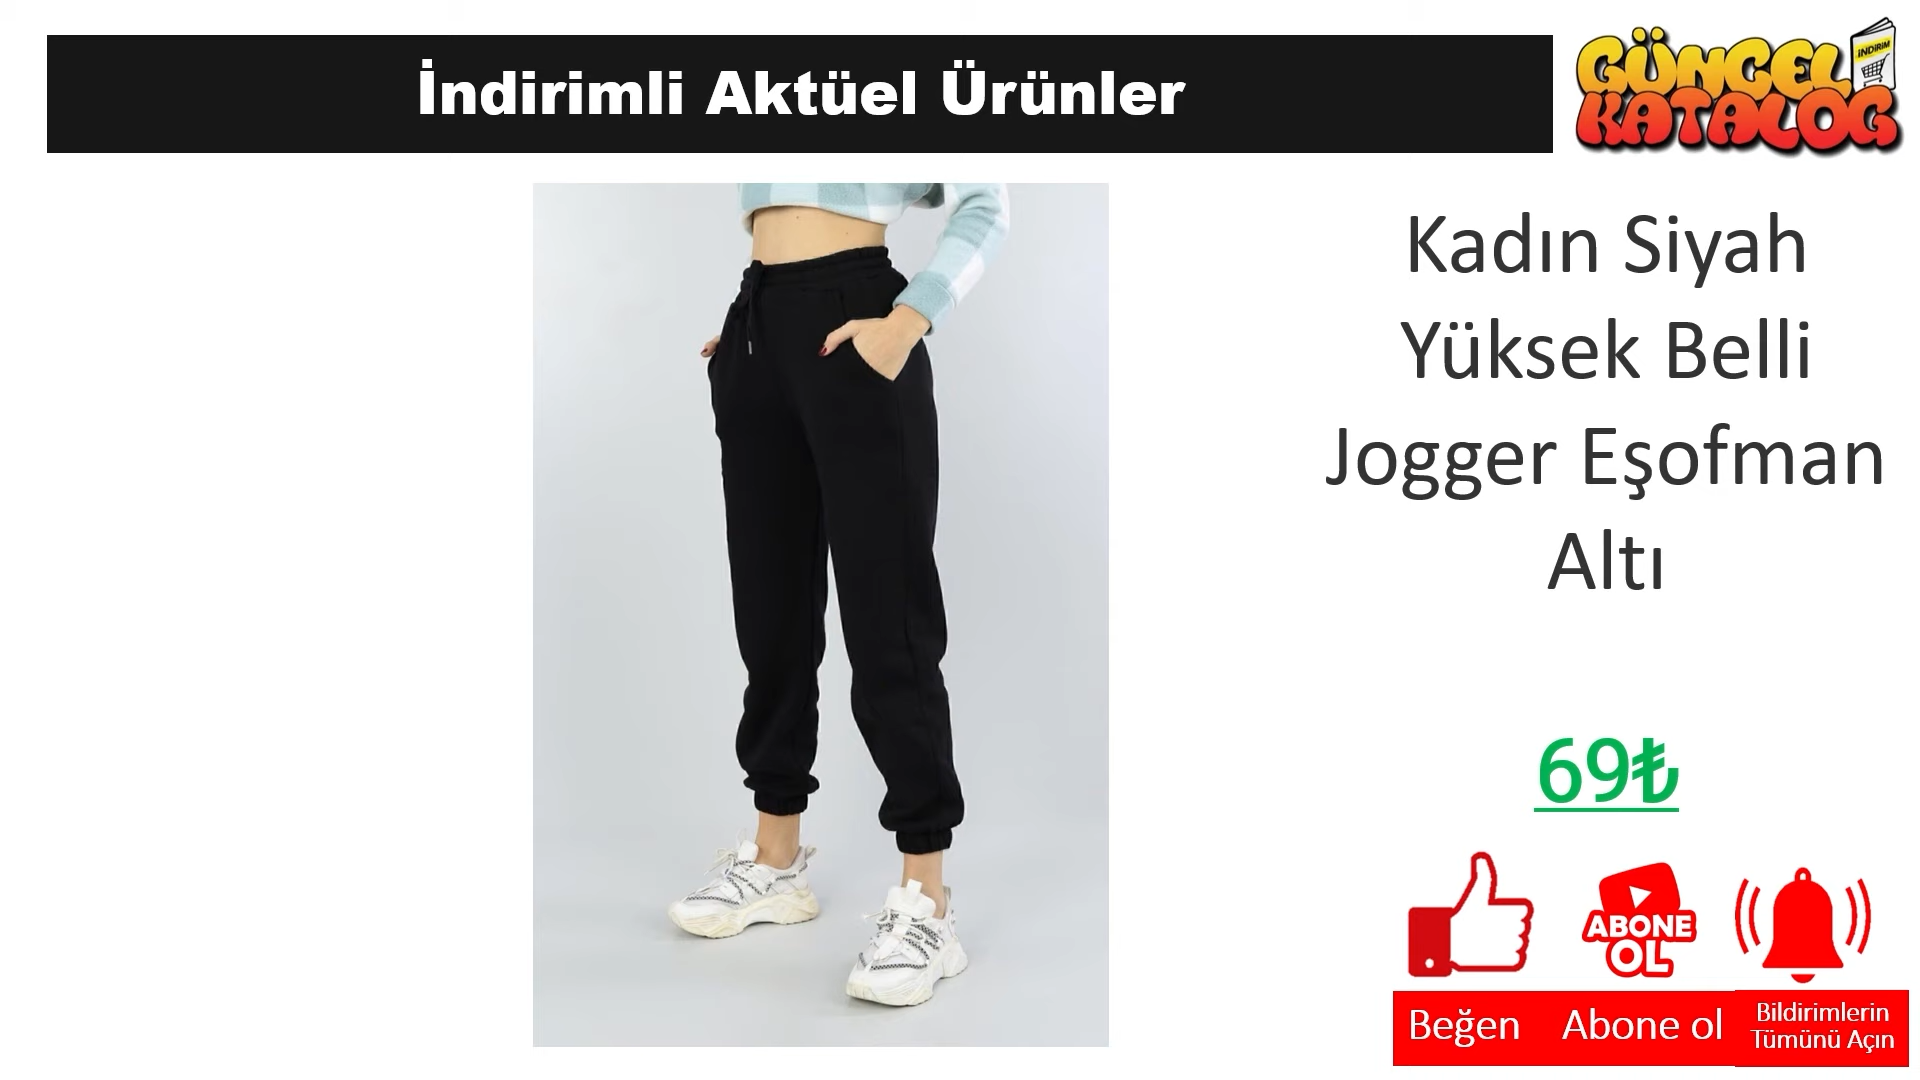 İndirimli Aktüel Ürünler
GÜNCEL
KATALOG
İNDİRİM
Kadın Siyah
Yüksek Belli
Jogger Eşofman
Altı
69₺
ABONE
OL
Beğen
Abone ol
Bildirimlerin
Tümünü Açın